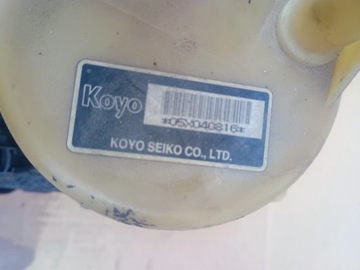 Koyo
*05X040816*
KOYO SEIKO CO., LTD.